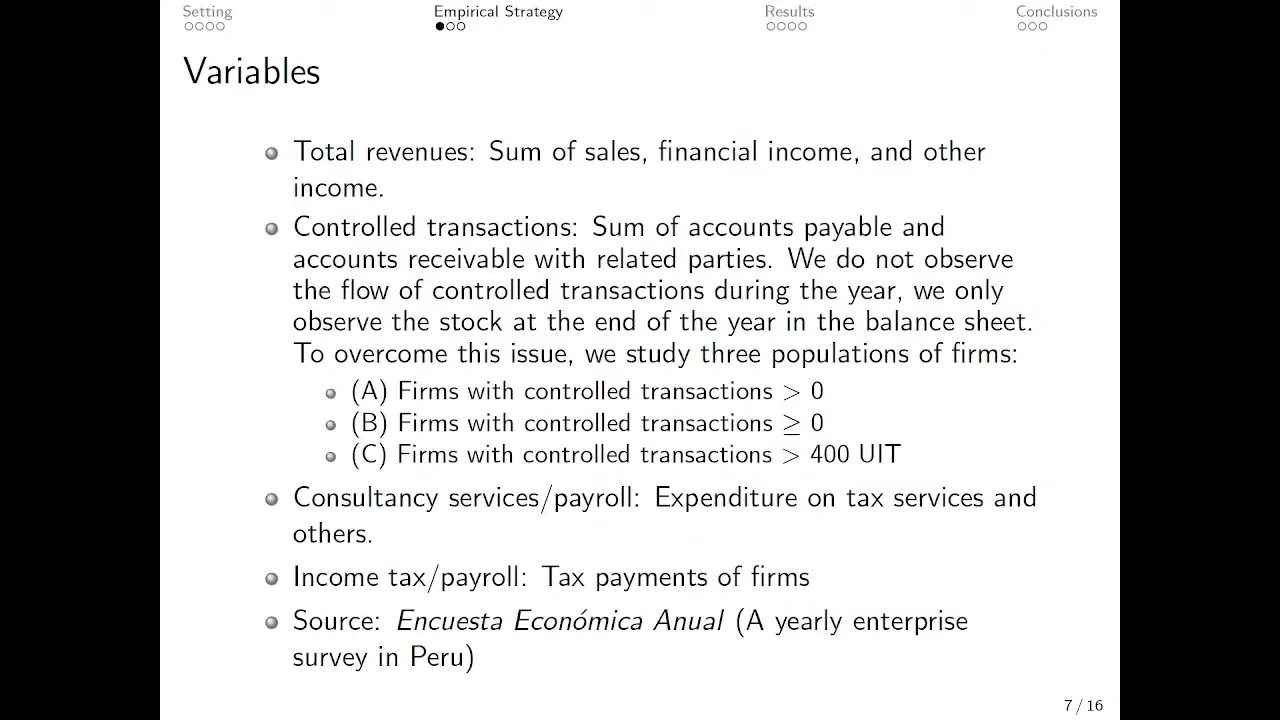 Setting Empirical Strategy Results Conclusions
Variables
Total revenues: Sum of sales, financial income, and other
income.
Controlled transactions: Sum of accounts payable and
accounts receivable with related parties. We do not observe
the flow of controlled transactions during the year, we only
observe the stock at the end of the year in the balance sheet.
To overcome this issue, we study three populations of firms:
(A) Firms with controlled transactions > 0
(B) Firms with controlled transactions ≥ 0
(C) Firms with controlled transactions > 400 UIT
Consultancy services/payroll: Expenditure on tax services and
others.
Income tax/payroll: Tax payments of firms
Source: Encuesta Económica Anual (A yearly enterprise
survey in Peru)
7 / 16